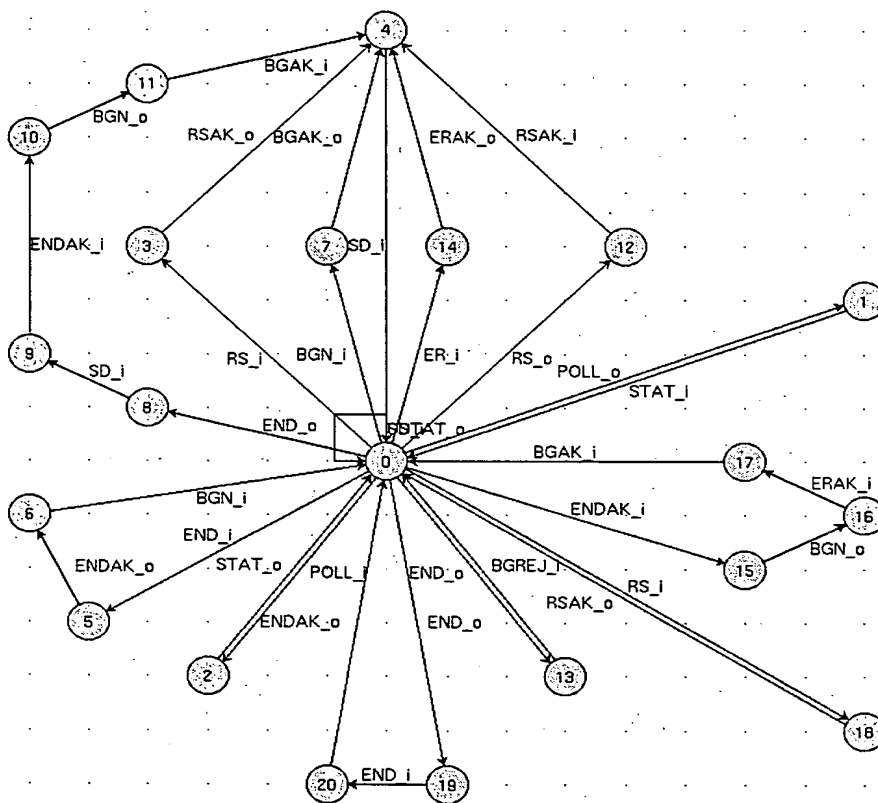 4
BGAK_i
11
BGN_o
10
RSAK_o
BGAK_o
ERAK_o
RSAK_i
ENDAK_i
3
7
SD_i
14
12
1
RS_i
BGN_i
ER_i
RS_o
POLL_o
STAT_i
9
SD_i
8
END_o
STAT_o
0
BGAK_i
17
ERAK_i
6
BGN_i
END_i
ENDAK_i
16
ENDAK_o
STAT_o
POLL_i
END_o
BGREJ_i
15
BGN_o
RS_i
RSAK_o
5
ENDAK_o
END_o
2
13
18
20
END_i
19